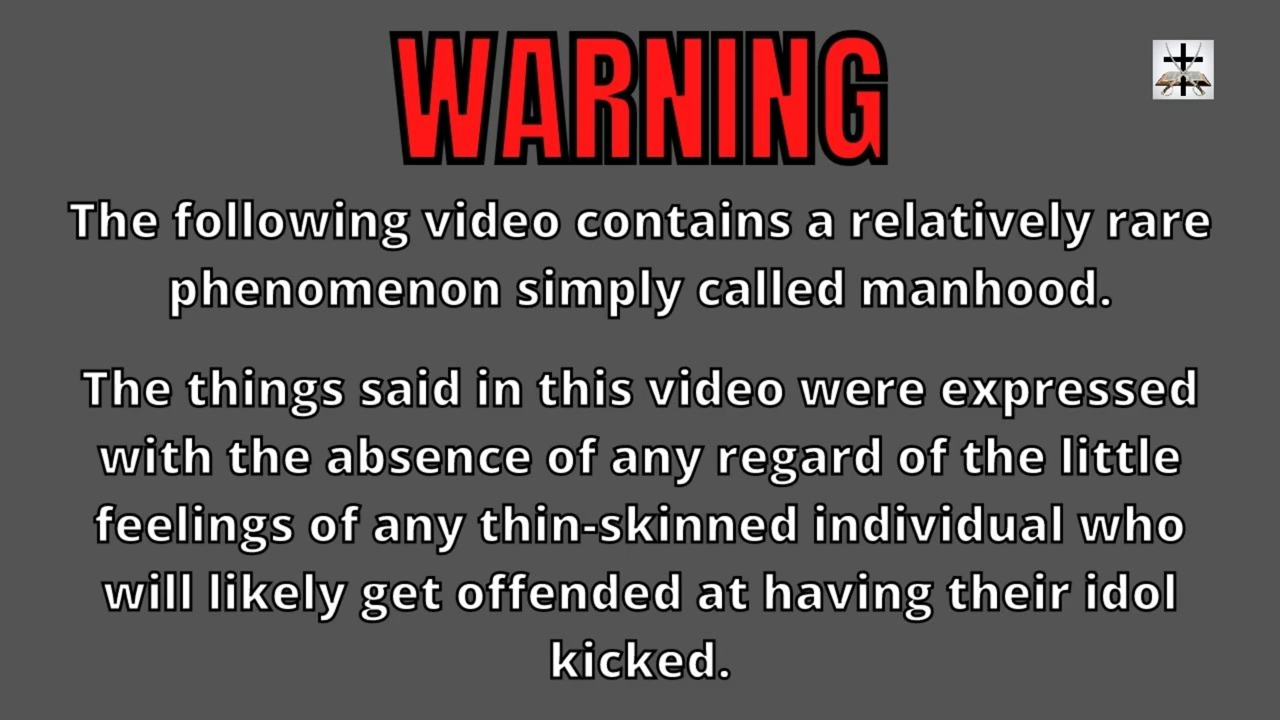 WARNING
The following video contains a relatively rare
phenomenon simply called manhood.
The things said in this video were expressed
with the absence of any regard of the little
feelings of any thin-skinned individual who
will likely get offended at having their idol
kicked.